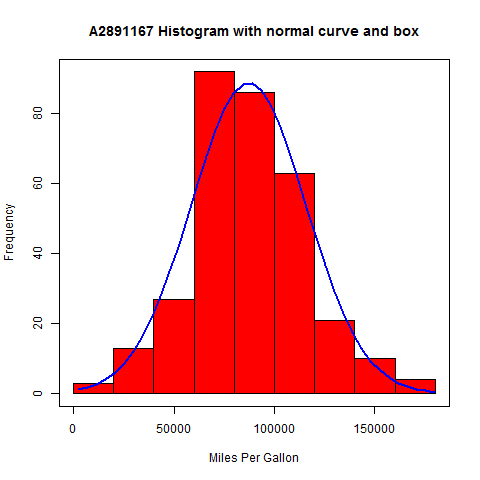 A2891167 Histogram with normal curve and box
Frequency
80
60
40
20
0
0 50000 100000 150000
Miles Per Gallon